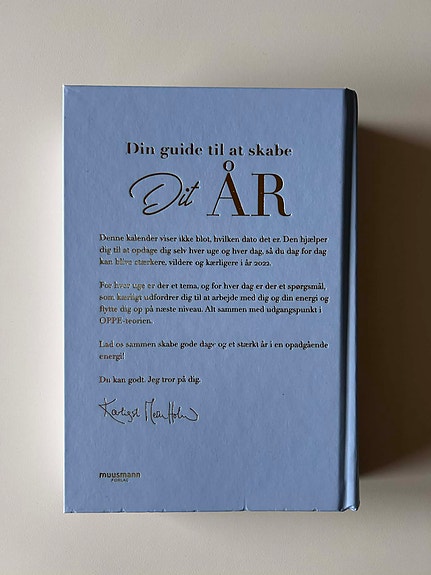 Din guide til at skabe
Dit ÅR
Denne kalender viser ikke blot, hvilken dato det er. Den hjælper
dig til at opdage dig selv hver uge og hver dag, så du dag for dag
kan blive stærkere, vildere og kærligere i år 2022.
For hver uge er der et tema, og for hver dag er der et spørgsmål,
som kærligt udfordrer dig til at arbejde med dig og din energi og
flytte dig op på næste niveau. Alt sammen med udgangspunkt i
OPPE-teorien.
Lad os sammen skabe gode dage og et stærkt år i en opadgående
energi!
Du kan godt. Jeg tror på dig.
Kærligst Mette Holm
muusmann
FORLAG